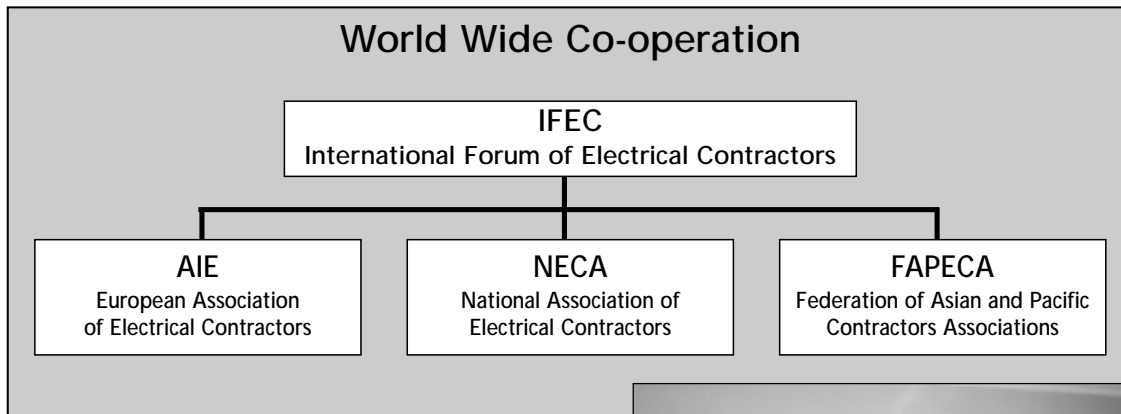 World Wide Co-operation
IFEC
International Forum of Electrical Contractors
AIE
European Association
of Electrical Contractors
NECA
National Association of
Electrical Contractors
FAPECA
Federation of Asian and Pacific
Contractors Associations